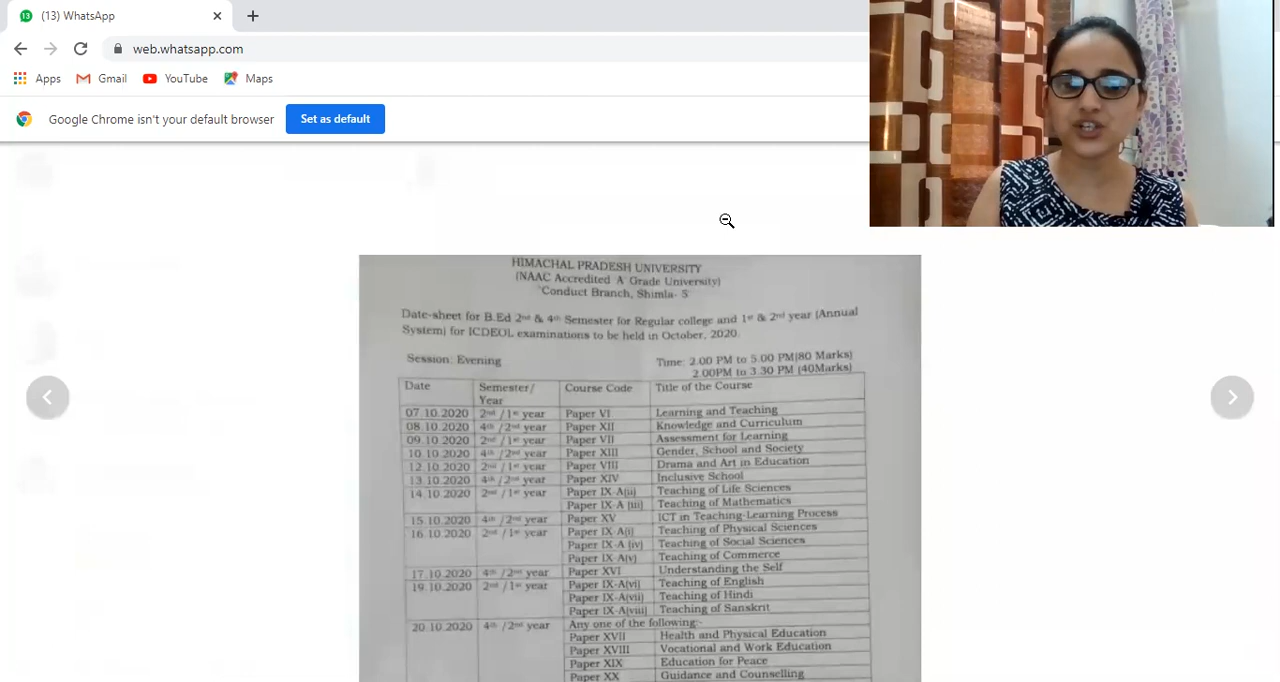 (13) WhatsApp
web.whatsapp.com
Apps Gmail YouTube Maps
Google Chrome isn't your default browser Set as default
HIMACHAL PRADESH UNIVERSITY
(NAAC Accredited 'A' Grade University)
'Conduct Branch, Shimla- 5'
Date-sheet for B.Ed 2nd & 4th Semester for Regular college and 1st & 2nd year (Annual
System) for ICDEOL examinations to be held in October, 2020.
Session: Evening Time: 2.00 PM to 5.00 PM(80 Marks)
2.00PM to 3.30 PM (40Marks)
Date Semester/ Year Course Code Title of the Course
07.10.2020 2nd /1st year Paper VI Learning and Teaching
08.10.2020 4th /2nd year Paper XII Knowledge and Curriculum
09.10.2020 2nd /1st year Paper VII Assessment for Learning
10.10.2020 4th /2nd year Paper XIII Gender, School and Society
12.10.2020 2nd /1st year Paper VIII Drama and Art in Education
13.10.2020 4th /2nd year Paper XIV Inclusive School
14.10.2020 2nd /1st year Paper IX-A(ii) Teaching of Life Sciences
Paper IX-A (iii) Teaching of Mathematics
15.10.2020 4th /2nd year Paper XV ICT in Teaching-Learning Process
16.10.2020 2nd /1st year Paper IX-A(i) Teaching of Physical Sciences
Paper IX-A (iv) Teaching of Social Sciences
Paper IX-A(v) Teaching of Commerce
17.10.2020 4th /2nd year Paper XVI Understanding the Self
19.10.2020 2nd /1st year Paper IX-A(vi) Teaching of English
Paper IX-A(vii) Teaching of Hindi
Paper IX-A(viii) Teaching of Sanskrit
20.10.2020 4th /2nd year Any one of the following:-
Paper XVII Health and Physical Education
Paper XVIII Vocational and Work Education
Paper XIX Education for Peace
Paper XX Guidance and Counselling